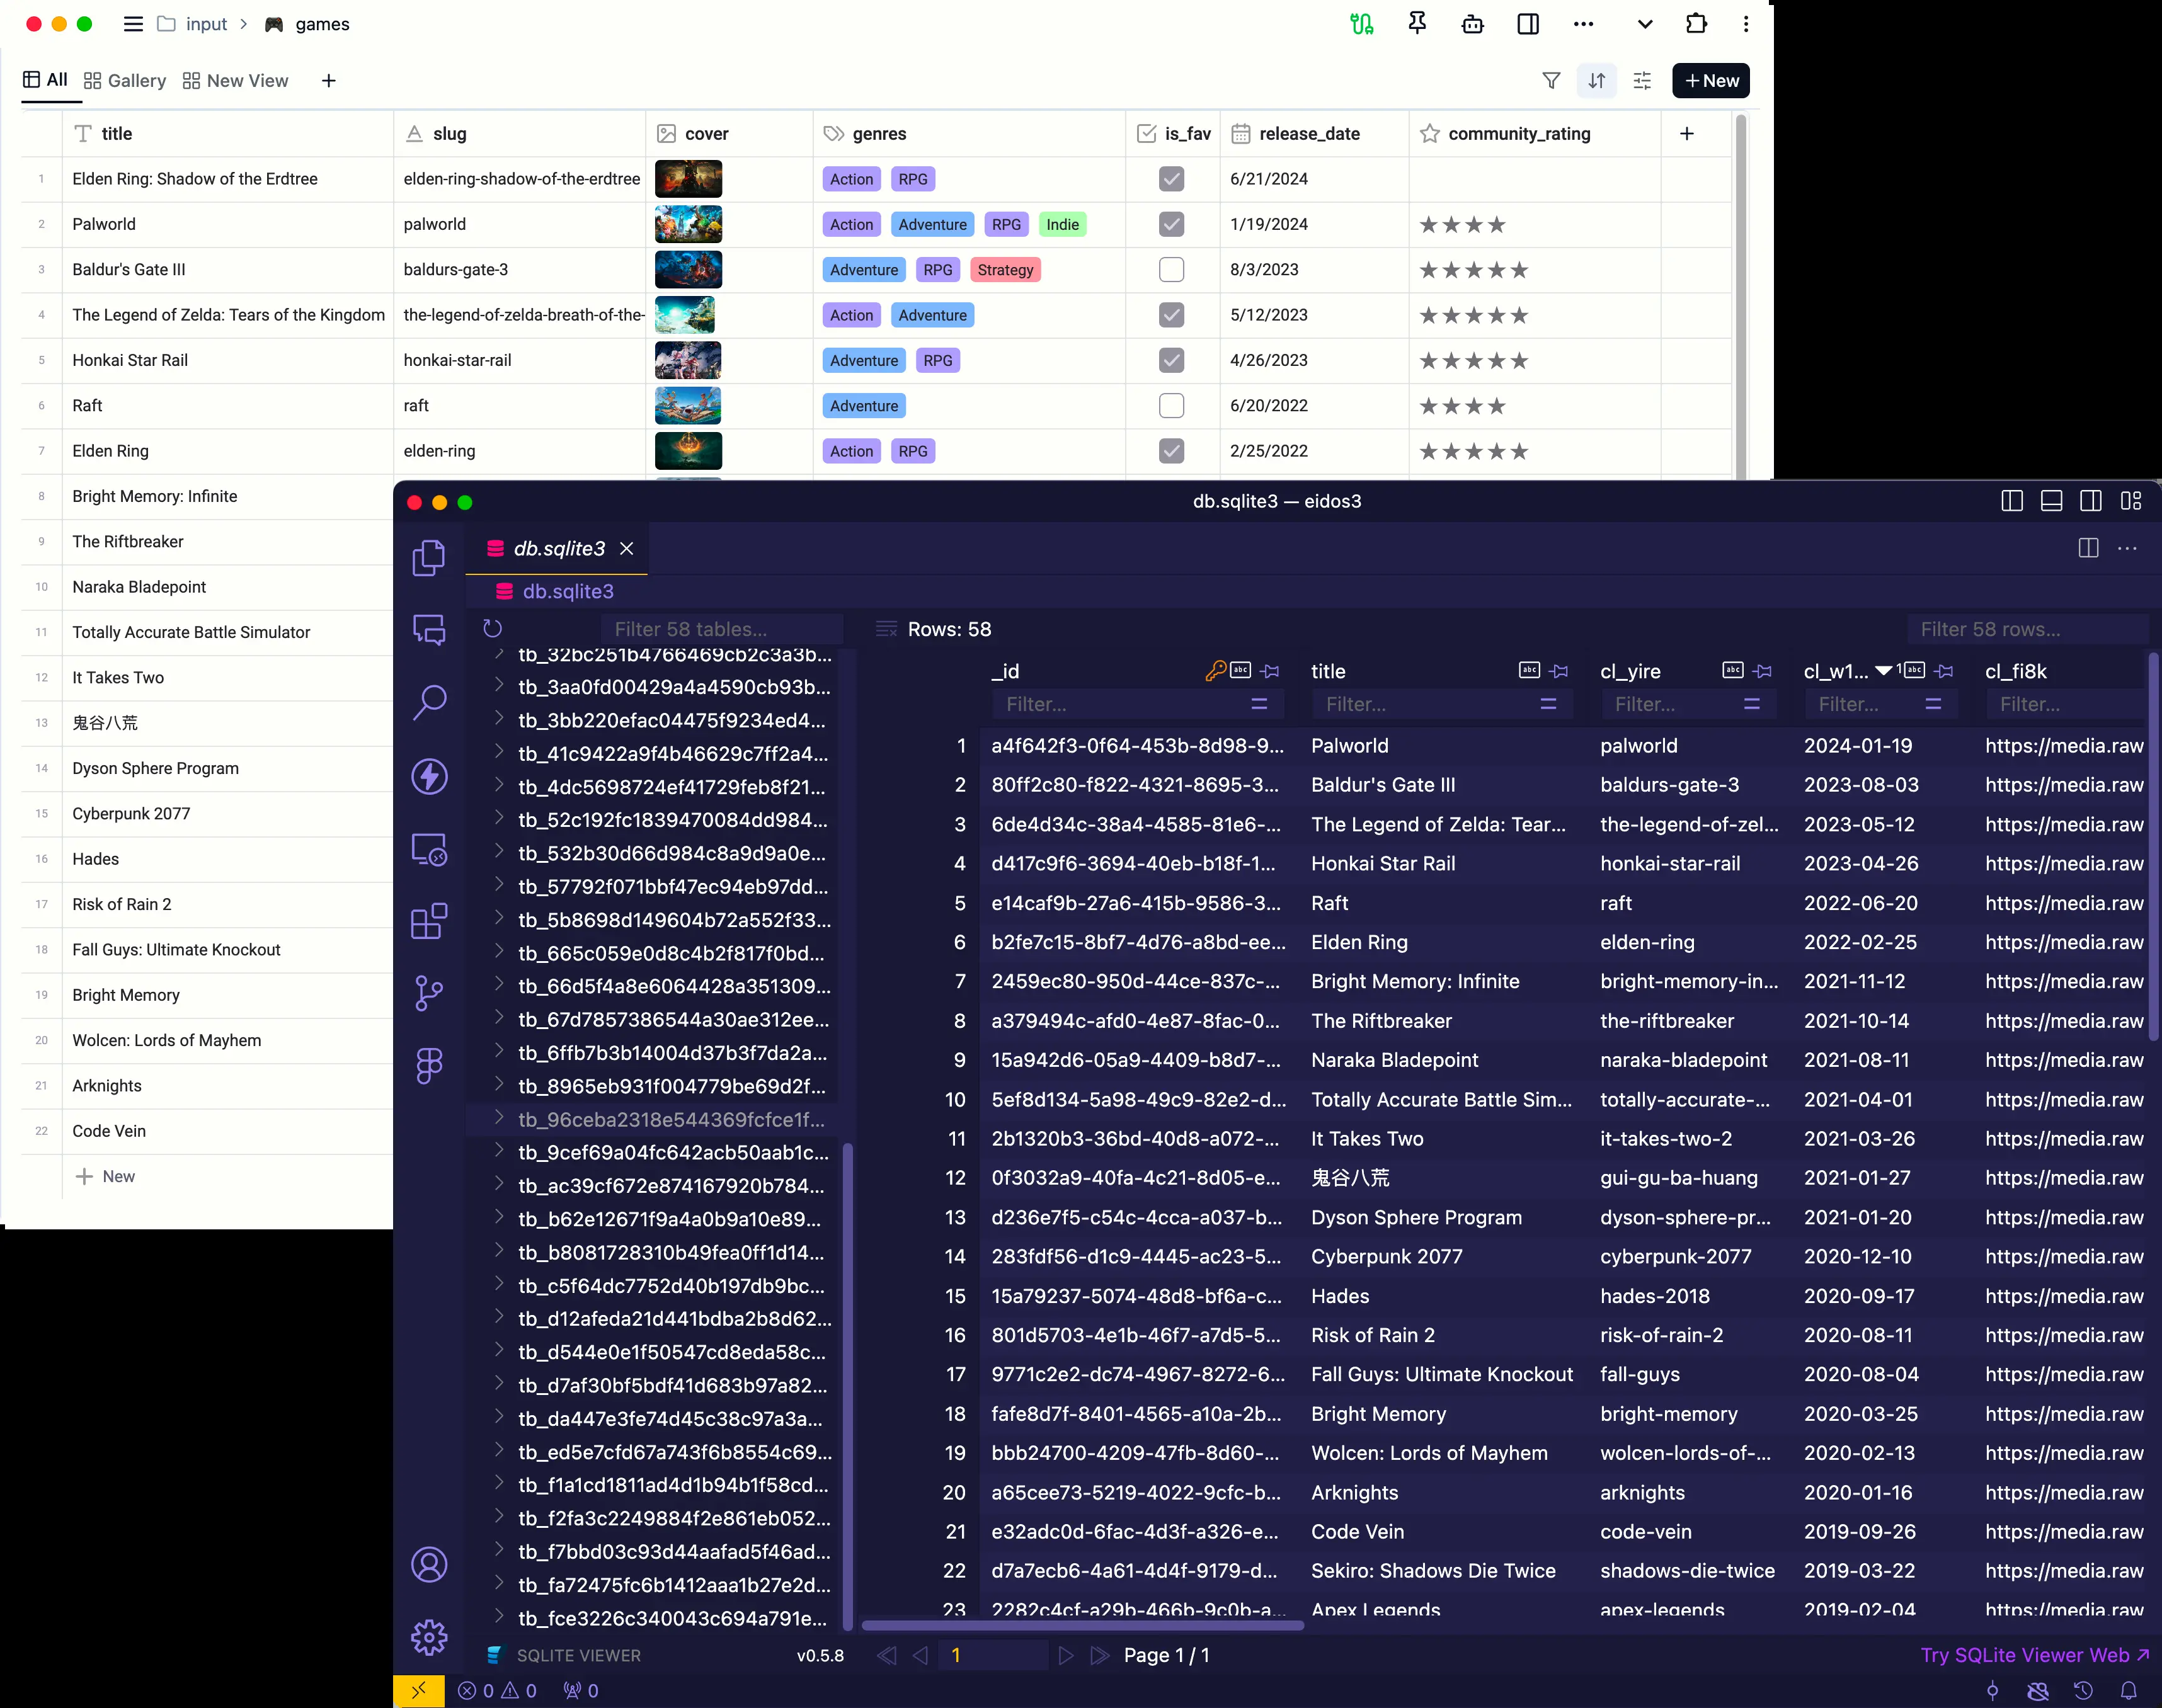 input > games
All Gallery New View +
+ New
title slug cover genres is_fav release_date community_rating +
1 Elden Ring: Shadow of the Erdtree elden-ring-shadow-of-the-erdtree Action RPG 6/21/2024
2 Palworld palworld Action Adventure RPG Indie 1/19/2024 ★★★★
3 Baldur's Gate III baldurs-gate-3 Adventure RPG Strategy 8/3/2023 ★★★★★
4 The Legend of Zelda: Tears of the Kingdom the-legend-of-zelda-breath-of-the- Action Adventure 5/12/2023 ★★★★★
5 Honkai Star Rail honkai-star-rail Adventure RPG 4/26/2023 ★★★★★
6 Raft raft Adventure 6/20/2022 ★★★★
7 Elden Ring elden-ring Action RPG 2/25/2022 ★★★★★
8 Bright Memory: Infinite
9 The Riftbreaker
10 Naraka Bladepoint
11 Totally Accurate Battle Simulator
12 It Takes Two
13 鬼谷八荒
14 Dyson Sphere Program
15 Cyberpunk 2077
16 Hades
17 Risk of Rain 2
18 Fall Guys: Ultimate Knockout
19 Bright Memory
20 Wolcen: Lords of Mayhem
21 Arknights
22 Code Vein
+ New
db.sqlite3 — eidos3
db.sqlite3
db.sqlite3
Filter 58 tables...
tb_32bc251b4766469cb2c3a3b...
tb_3aa0fd00429a4a4590cb93b...
tb_3bb220efac04475f9234ed4...
tb_41c9422a9f4b46629c7ff2a4...
tb_4dc5698724ef41729feb8f21...
tb_52c192fc1839470084dd984...
tb_532b30d66d984c8a9d9a0e...
tb_57792f071bbf47ec94eb97dd...
tb_5b8698d149604b72a552f33...
tb_665c059e0d8c4b2f817f0bd...
tb_66d5f4a8e6064428a351309...
tb_67d7857386544a30ae312ee...
tb_6ffb7b3b14004d37b3f7da2a...
tb_8965eb931f004779be69d2f...
tb_96ceba2318e544369fcfce1f...
tb_9cef69a04fc642acb50aab1c...
tb_ac39cf672e874167920b784...
tb_b62e12671f9a4a0b9a10e89...
tb_b8081728310b49fea0ff1d14...
tb_c5f64dc7752d40b197db9bc...
tb_d12afeda21d441bdba2b8d62...
tb_d544e0e1f50547cd8eda58c...
tb_d7af30bf5bdf41d683b97a82...
tb_da447e3fe74d45c38c97a3a...
tb_ed5e7cfd67a743f6b8554c69...
tb_f1a1cd1811ad4d1b94b1f58cd...
tb_f2fa3c2249884f2e861eb052...
tb_f7bbd03c93d44aafad5f46ad...
tb_fa72475fc6b1412aaa1b27e2d...
tb_fce3226c340043c694a791e...
Rows: 58 Filter 58 rows...
_id abc title abc cl_yire abc cl_w1... 1 abc cl_fi8k
Filter... Filter... Filter... Filter... Filter...
1 a4f642f3-0f64-453b-8d98-9... Palworld palworld 2024-01-19 https://media.raw
2 80ff2c80-f822-4321-8695-3... Baldur's Gate III baldurs-gate-3 2023-08-03 https://media.raw
3 6de4d34c-38a4-4585-81e6-... The Legend of Zelda: Tear... the-legend-of-zel... 2023-05-12 https://media.raw
4 d417c9f6-3694-40eb-b18f-1... Honkai Star Rail honkai-star-rail 2023-04-26 https://media.raw
5 e14caf9b-27a6-415b-9586-3... Raft raft 2022-06-20 https://media.raw
6 b2fe7c15-8bf7-4d76-a8bd-ee... Elden Ring elden-ring 2022-02-25 https://media.raw
7 2459ec80-950d-44ce-837c-... Bright Memory: Infinite bright-memory-in... 2021-11-12 https://media.raw
8 a379494c-afd0-4e87-8fac-0... The Riftbreaker the-riftbreaker 2021-10-14 https://media.raw
9 15a942d6-05a9-4409-b8d7-... Naraka Bladepoint naraka-bladepoint 2021-08-11 https://media.raw
10 5ef8d134-5a98-49c9-82e2-d... Totally Accurate Battle Sim... totally-accurate-... 2021-04-01 https://media.raw
11 2b1320b3-36bd-40d8-a072-... It Takes Two it-takes-two-2 2021-03-26 https://media.raw
12 0f3032a9-40fa-4c21-8d05-e... 鬼谷八荒 gui-gu-ba-huang 2021-01-27 https://media.raw
13 d236e7f5-c54c-4cca-a037-b... Dyson Sphere Program dyson-sphere-pr... 2021-01-20 https://media.raw
14 283fdf56-d1c9-4445-ac23-5... Cyberpunk 2077 cyberpunk-2077 2020-12-10 https://media.raw
15 15a79237-5074-48d8-bf6a-c... Hades hades-2018 2020-09-17 https://media.raw
16 801d5703-4e1b-46f7-a7d5-5... Risk of Rain 2 risk-of-rain-2 2020-08-11 https://media.raw
17 9771c2e2-dc74-4967-8272-6... Fall Guys: Ultimate Knockout fall-guys 2020-08-04 https://media.raw
18 fafe8d7f-8401-4565-a10a-2b... Bright Memory bright-memory 2020-03-25 https://media.raw
19 bbb24700-4209-47fb-8d60-... Wolcen: Lords of Mayhem wolcen-lords-of-... 2020-02-13 https://media.raw
20 a65cee73-5219-4022-9cfc-b... Arknights arknights 2020-01-16 https://media.raw
21 e32adc0d-6fac-4d3f-a326-e... Code Vein code-vein 2019-09-26 https://media.raw
22 d7a7ecb6-4a61-4d4f-9179-d... Sekiro: Shadows Die Twice shadows-die-twice 2019-03-22 https://media.raw
23 2282c4cf-a29b-466b-9c0b-a... Apex Legends apex-legends 2019-02-04 https://media.raw
SQLITE VIEWER v0.5.8 1 Page 1 / 1 Try SQLite Viewer Web
0 0 0